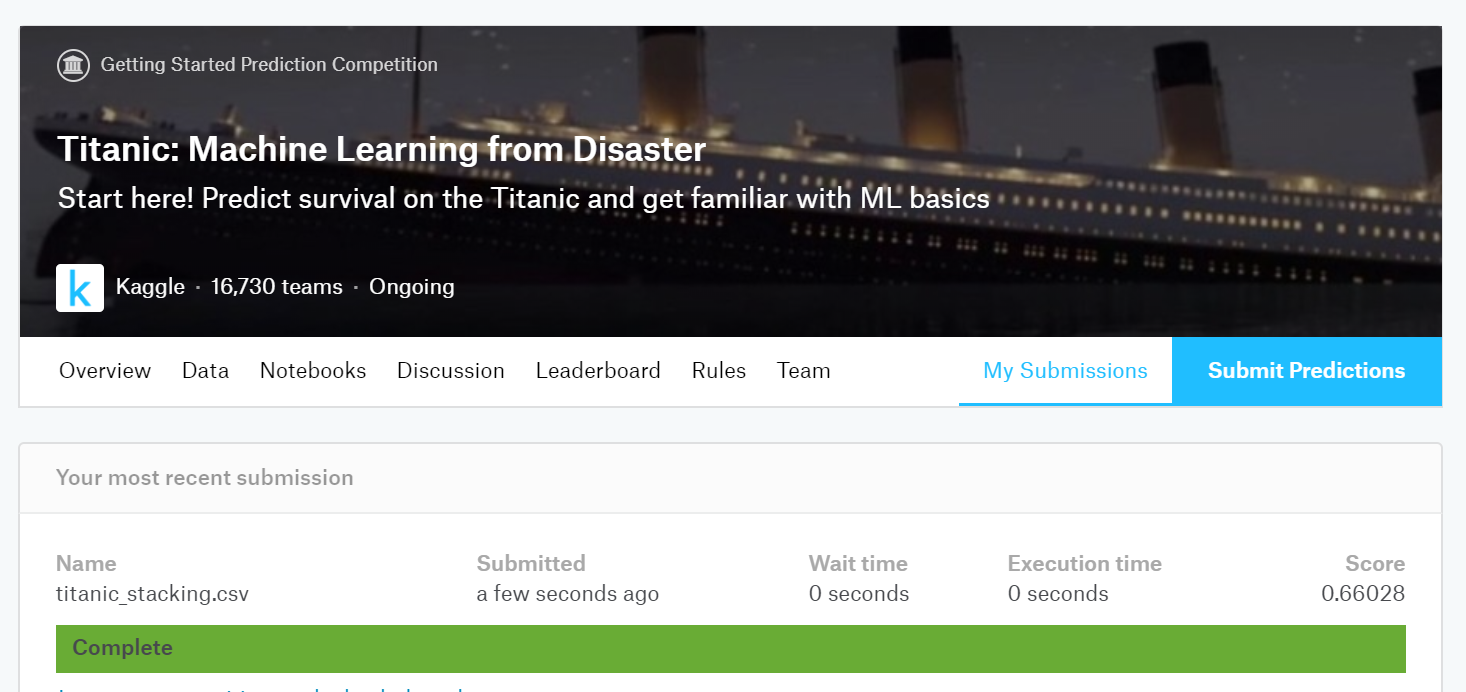 Getting Started Prediction Competition
Titanic: Machine Learning from Disaster
Start here! Predict survival on the Titanic and get familiar with ML basics
k Kaggle · 16,730 teams · Ongoing
Overview Data Notebooks Discussion Leaderboard Rules Team My Submissions Submit Predictions
Your most recent submission
Name Submitted Wait time Execution time Score
titanic_stacking.csv a few seconds ago 0 seconds 0 seconds 0.66028
Complete